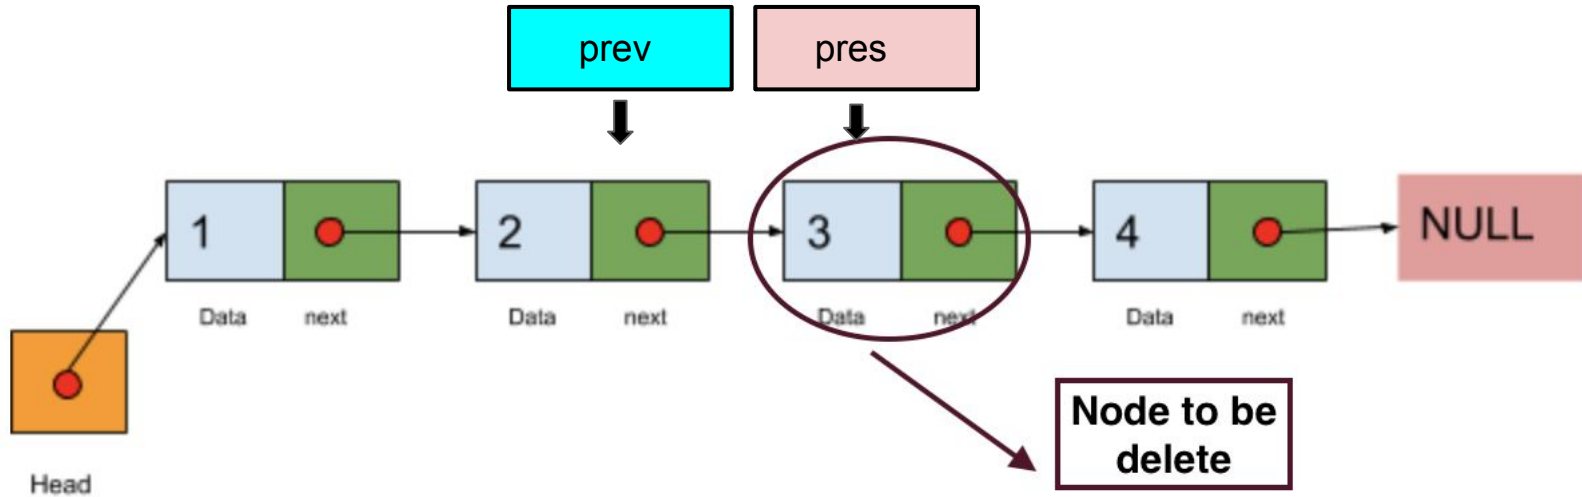 prev
pres
1
2
3
4
NULL
Data next
Data next
Data next
Data next
Head
Node to be
delete